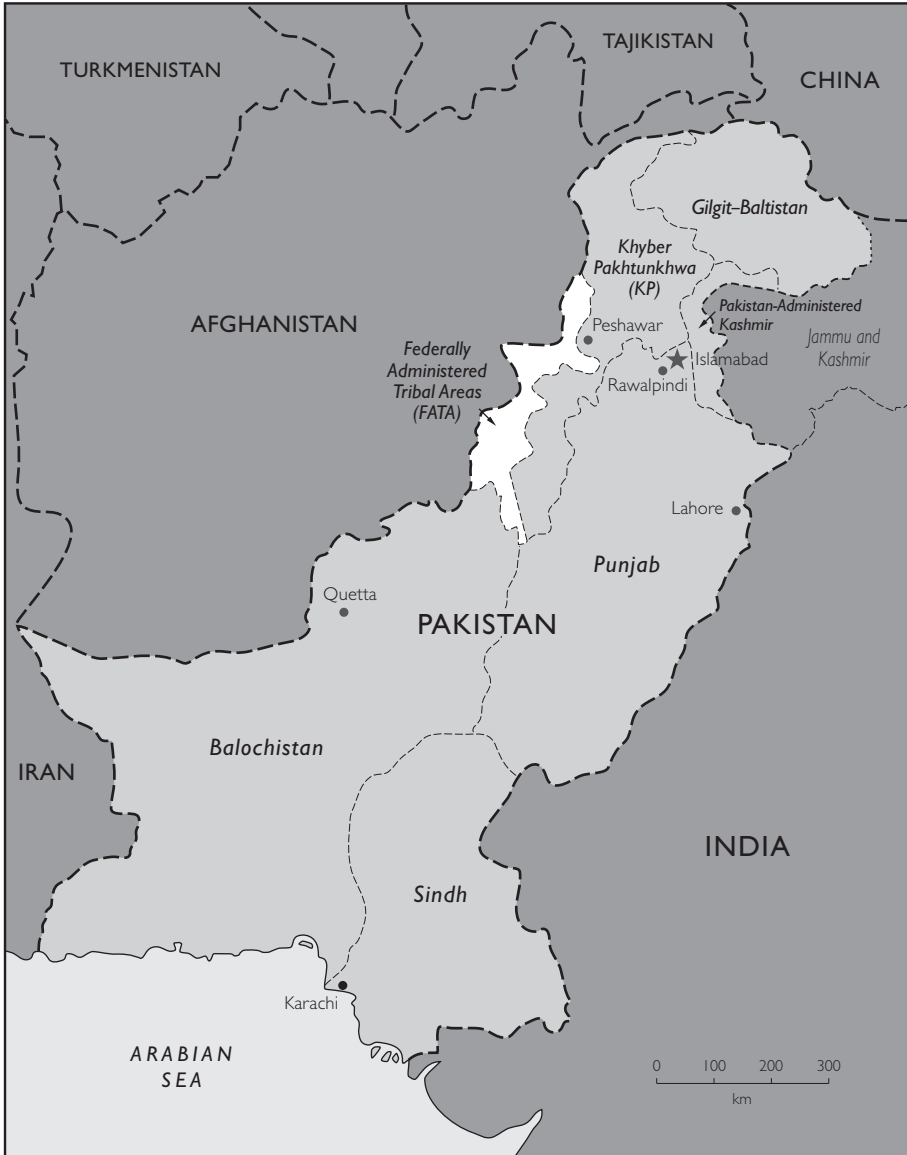 TURKMENISTAN
TAJIKISTAN
CHINA
Gilgit–Baltistan
Khyber
Pakhtunkhwa
(KP)
Pakistan-Administered
Kashmir
Jammu and
Kashmir
AFGHANISTAN
Peshawar
Islamabad
Rawalpindi
Federally
Administered
Tribal Areas
(FATA)
Lahore
Punjab
Quetta
PAKISTAN
Balochistan
IRAN
INDIA
Sindh
Karachi
ARABIAN
SEA
0 100 200 300
km